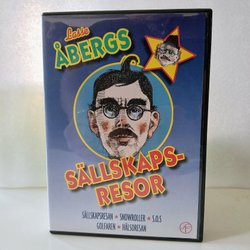 Lasse
ÅBERGS
SÄLLSKAPS-
RESOR
SÄLLSKAPSRESAN SNOWROLLER S.O.S
GOLFAREN HÄLSORESAN